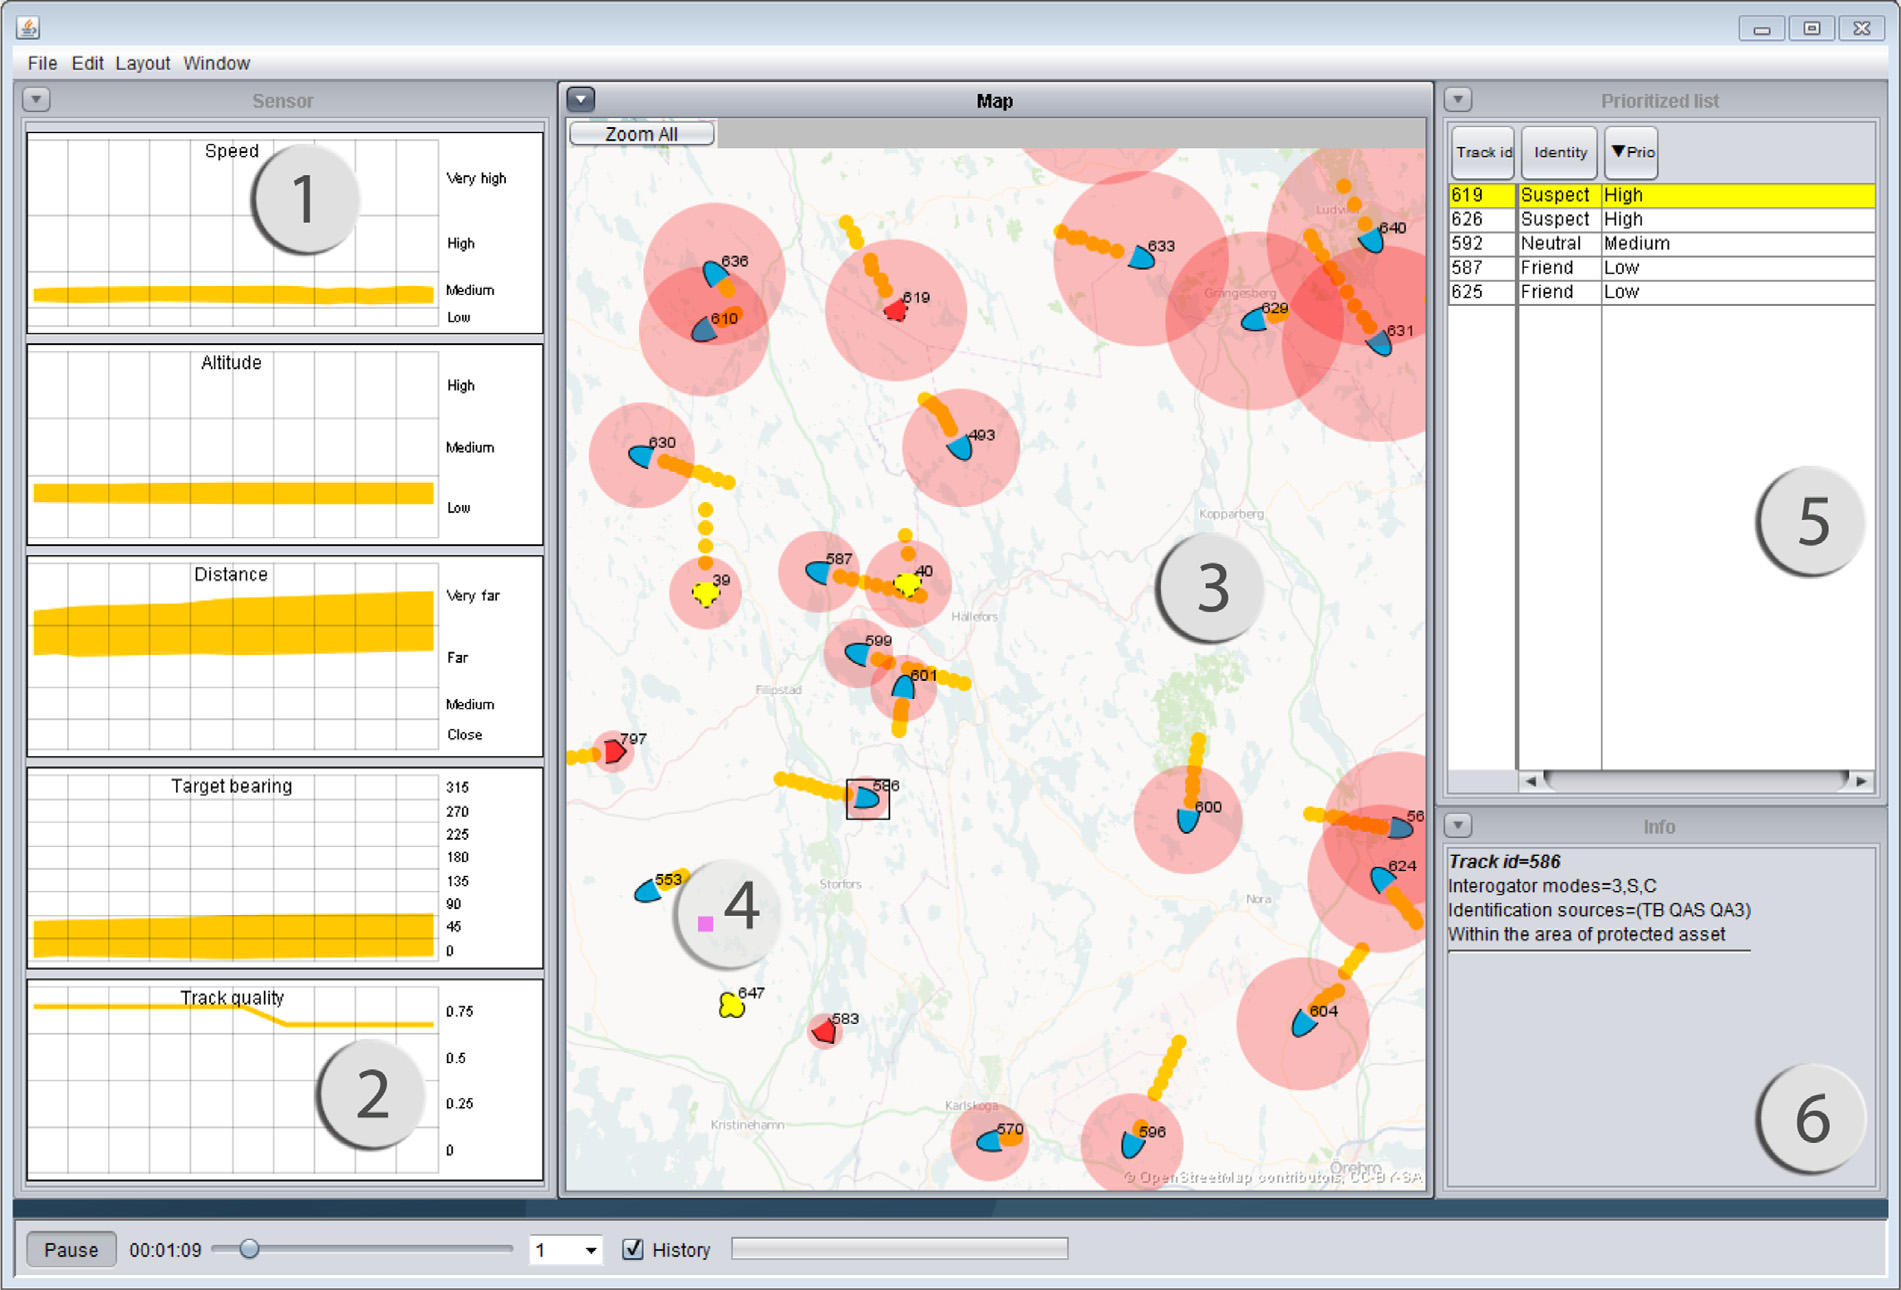 File Edit Layout Window
Sensor
Speed
Very high
High
Medium
Low
1
Altitude
High
Medium
Low
Distance
Very far
Far
Medium
Close
Target bearing
315
270
225
180
135
90
45
0
Track quality
0.75
0.5
0.25
0
2
Map
Zoom All
640
633
636
Grängesberg
619
629
610
631
493
630
Kopparberg
587
40
39
3
Hällefors
599
601
Filipstad
797
586
600
56
624
553
Storfors
Nora
4
647
604
583
Karlskoga
Kristinehamn
570
596
Örebro
© OpenStreetMap contributors, CC-BY-SA
Prioritized list
Track id Identity ▼Prio
619 Suspect High
626 Suspect High
592 Neutral Medium
587 Friend Low
625 Friend Low
5
Info
Track id=586
Interogator modes=3,S,C
Identification sources=(TB QAS QA3)
Within the area of protected asset
6
Pause 00:01:09 1 History